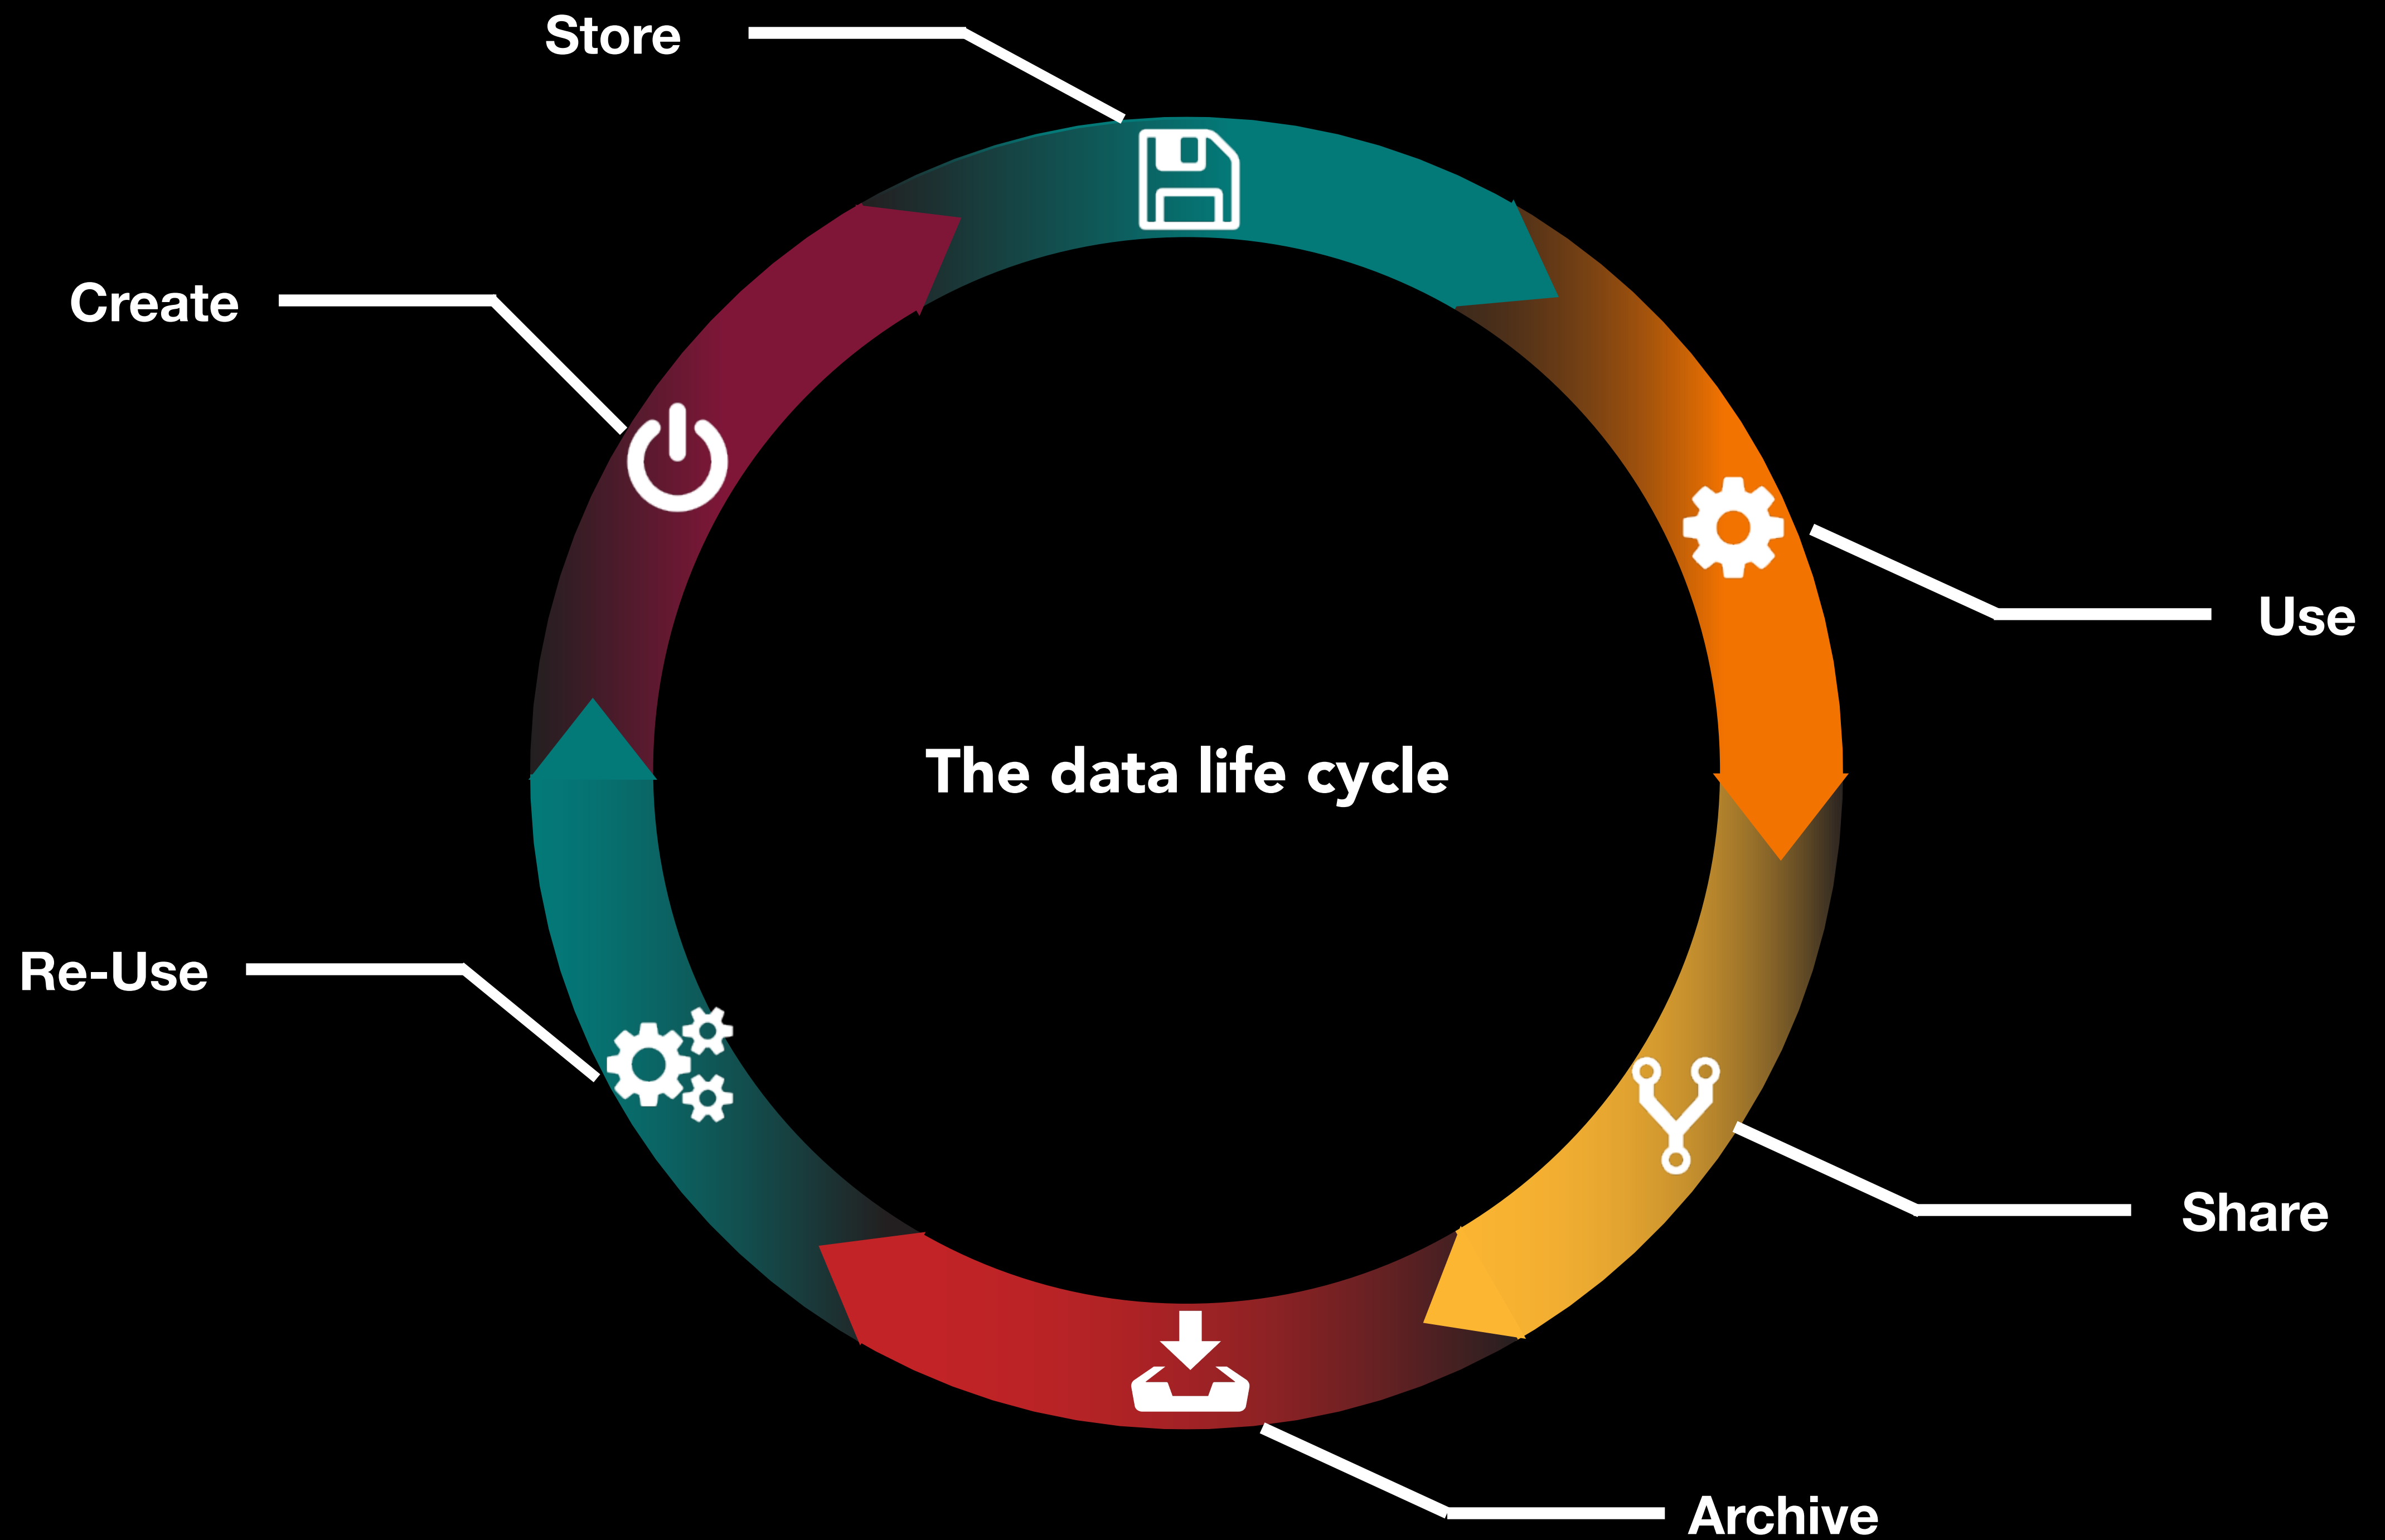 Store
Create
Use
The data life cycle
Re-Use
Share
Archive